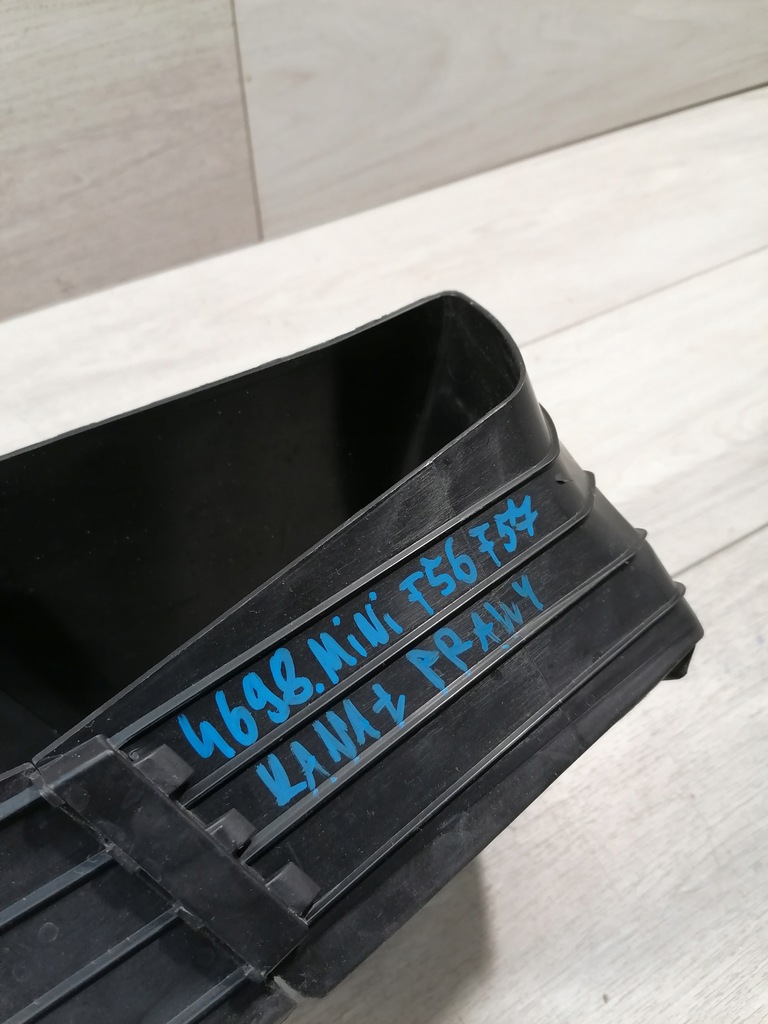 4698. MiNi F56 F57
KANAŁ PRAWY